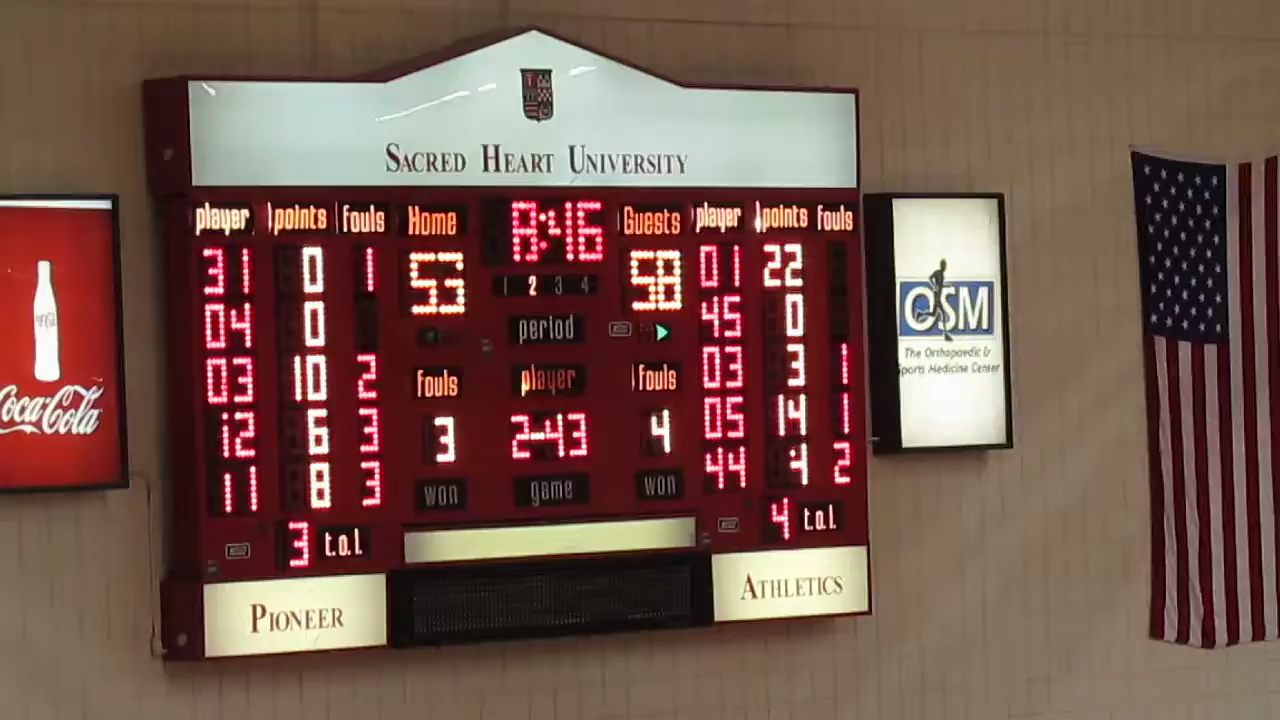 SACRED HEART UNIVERSITY
player points fouls Home 8:46 Guests player points fouls
31 0 1 53 58 01 22
1 2 3 4
04 0 period 45 0
03 10 2 fouls player fouls 03 3 1
12 6 3 3 2-43 4 05 14 1
11 8 3 won game won 44 4 2
3 t.o.l. 4 t.o.l.
PIONEER ATHLETICS
Coca-Cola
Coca-Cola
OSM
The Orthopaedic &
Sports Medicine Center